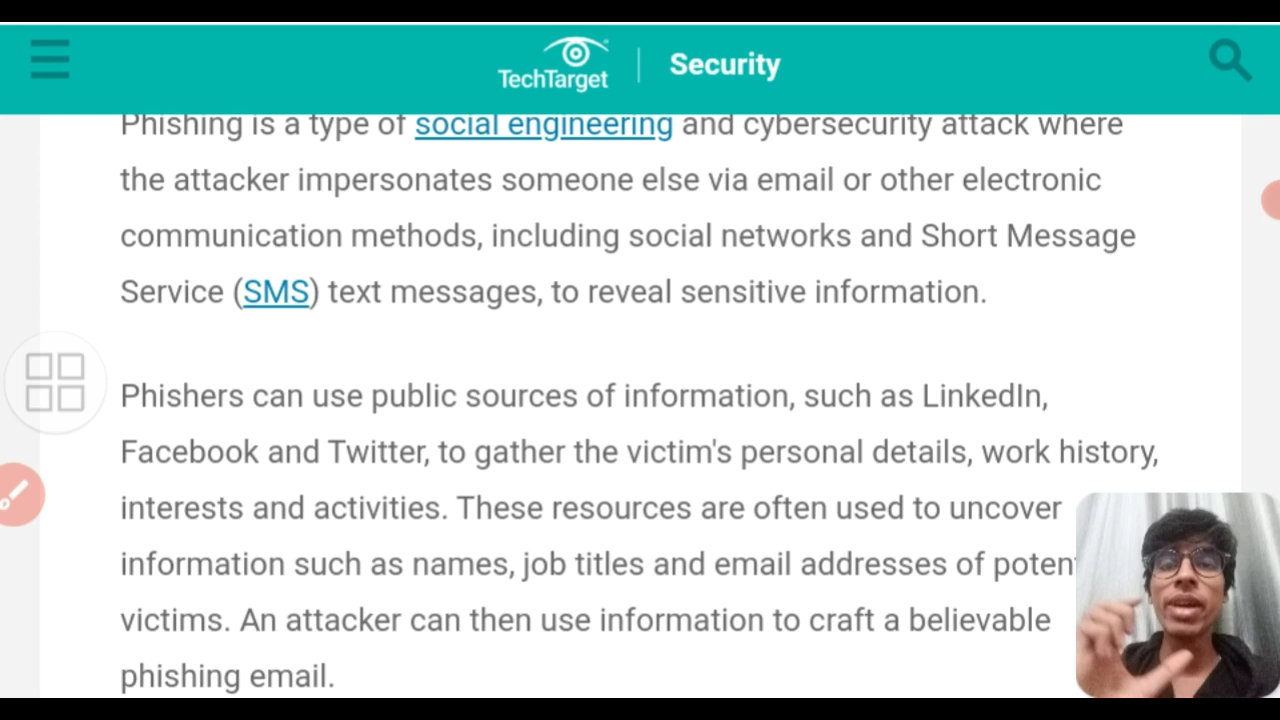 TechTarget
Security
Phishing is a type of social engineering and cybersecurity attack where
the attacker impersonates someone else via email or other electronic
communication methods, including social networks and Short Message
Service (SMS) text messages, to reveal sensitive information.
Phishers can use public sources of information, such as LinkedIn,
Facebook and Twitter, to gather the victim's personal details, work history,
interests and activities. These resources are often used to uncover
information such as names, job titles and email addresses of
victims. An attacker can then use information to craft a believable
phishing email.